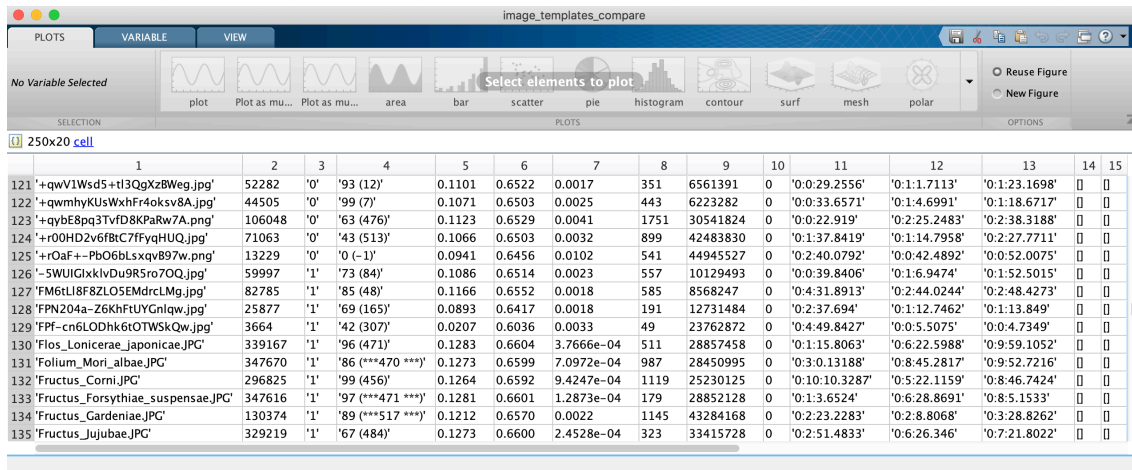 image_templates_compare
PLOTS VARIABLE VIEW
No Variable Selected
Select elements to plot
plot Plot as mu... Plot as mu... area bar scatter pie histogram contour surf mesh polar
Reuse Figure
New Figure
SELECTION PLOTS OPTIONS
250x20 cell
1 2 3 4 5 6 7 8 9 10 11 12 13 14 15
121 '+qwV1Wsd5+tl3QgXzBWeg.jpg' 52282 '0' '93 (12)' 0.1101 0.6522 0.0017 351 6561391 0 '0:0:29.2556' '0:1:1.7113' '0:1:23.1698' [] []
122 '+qwmhyKUsWxhFr4oksv8A.jpg' 44505 '0' '99 (7)' 0.1071 0.6503 0.0025 443 6223282 0 '0:0:33.6571' '0:1:4.6991' '0:1:18.6717' [] []
123 '+qybE8pq3TvfD8KPaRw7A.png' 106048 '0' '63 (476)' 0.1123 0.6529 0.0041 1751 30541824 0 '0:0:22.919' '0:2:25.2483' '0:2:38.3188' [] []
124 '+r00HD2v6fBtC7fFyqHUQ.jpg' 71063 '0' '43 (513)' 0.1066 0.6503 0.0032 899 42483830 0 '0:1:37.8419' '0:1:14.7958' '0:2:27.7711' [] []
125 '+rOaF+-PbO06bLsxqvB97w.png' 13229 '0' '0 (-1)' 0.0941 0.6456 0.0102 541 44945527 0 '0:2:40.0792' '0:0:42.4892' '0:0:52.0075' [] []
126 '-5WUIGIxkIvDu9R5ro7OQ.jpg' 59997 '1' '73 (84)' 0.1086 0.6514 0.0023 557 10129493 0 '0:0:39.8406' '0:1:6.9474' '0:1:52.5015' [] []
127 'FM6tLl8F8ZLO5EMdrcLMg.jpg' 82785 '1' '85 (48)' 0.1166 0.6552 0.0018 585 8568247 0 '0:4:31.8913' '0:2:44.0244' '0:2:48.4273' [] []
128 'FPN204a-Z6KhFtUYGnlqw.jpg' 25877 '1' '69 (165)' 0.0893 0.6417 0.0018 191 12731484 0 '0:2:37.694' '0:1:12.7462' '0:1:13.849' [] []
129 'FPf-cn6LODhk6tOTWSkQw.jpg' 3664 '1' '42 (307)' 0.0207 0.6036 0.0033 49 23762872 0 '0:4:49.8427' '0:0:5.5075' '0:0:4.7349' [] []
130 'Flos_Lonicerae_japonicae.JPG' 339167 '1' '96 (471)' 0.1283 0.6604 3.7666e-04 511 28857458 0 '0:1:15.8063' '0:6:22.5988' '0:9:59.1052' [] []
131 'Folium_Mori_albae.JPG' 347670 '1' '86 (***470 ***)' 0.1273 0.6599 7.0972e-04 987 28450995 0 '0:3:0.13188' '0:8:45.2817' '0:9:52.7216' [] []
132 'Fructus_Corni.JPG' 296825 '1' '99 (456)' 0.1264 0.6592 9.4247e-04 1119 25230125 0 '0:10:10.3287' '0:5:22.1159' '0:8:46.7424' [] []
133 'Fructus_Forsythiae_suspensae.JPG' 347616 '1' '97 (***471 ***)' 0.1281 0.6601 1.2873e-04 179 28852128 0 '0:1:3.6524' '0:6:28.8691' '0:8:5.1533' [] []
134 'Fructus_Gardeniae.JPG' 130374 '1' '89 (***517 ***)' 0.1212 0.6570 0.0022 1145 43284168 0 '0:2:23.2283' '0:2:8.8068' '0:3:28.8262' [] []
135 'Fructus_Jujubae.JPG' 329219 '1' '67 (484)' 0.1273 0.6600 2.4528e-04 323 33415728 0 '0:2:51.4833' '0:6:26.346' '0:7:21.8022' [] []